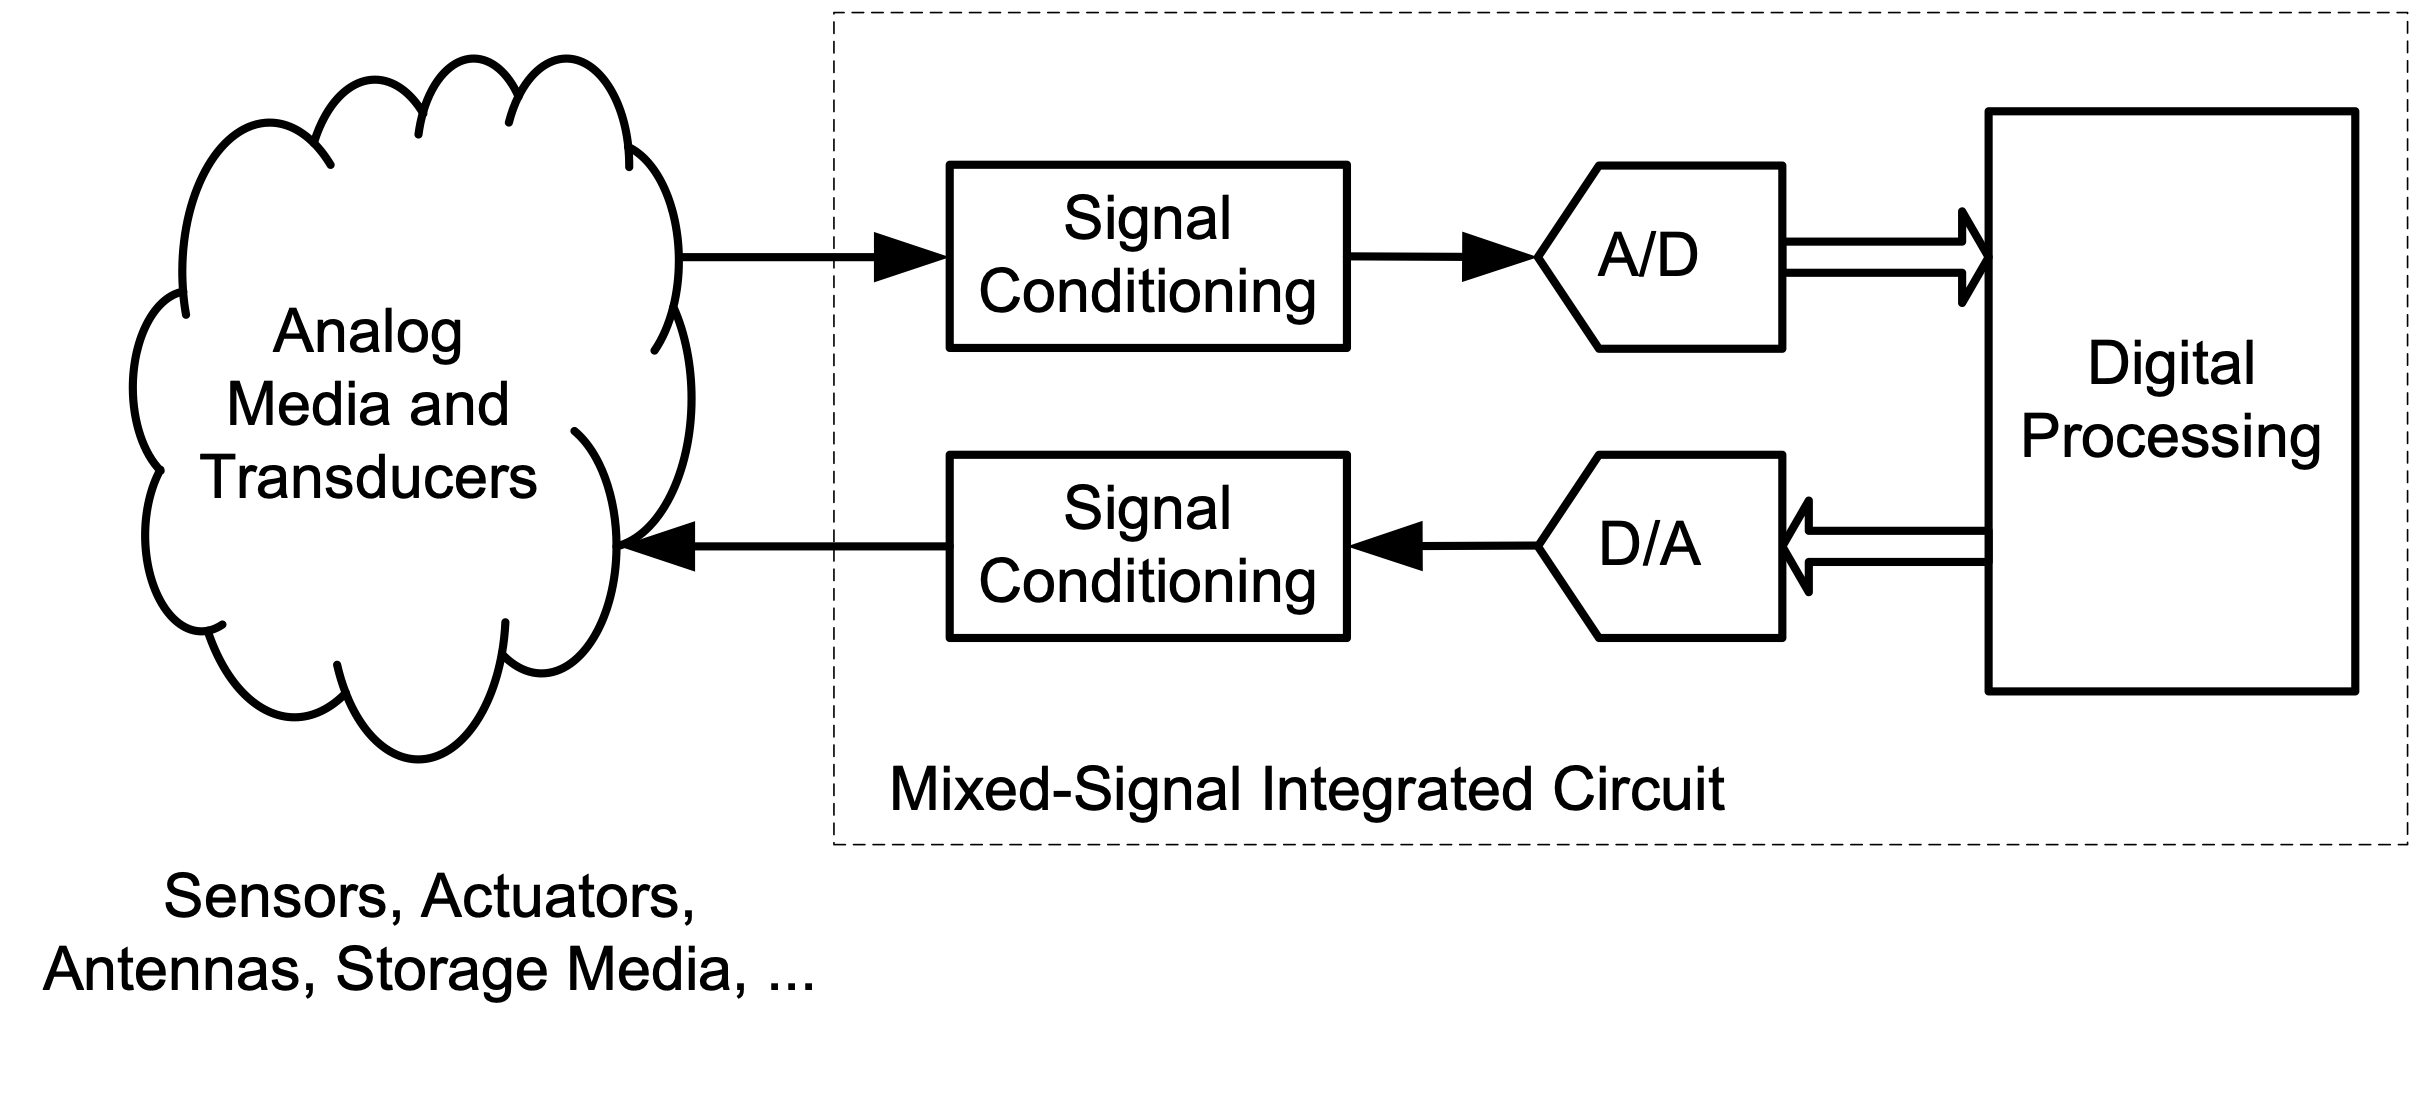 Analog
Media and
Transducers
Signal
Conditioning
A/D
Digital
Processing
Signal
Conditioning
D/A
Mixed-Signal Integrated Circuit
Sensors, Actuators,
Antennas, Storage Media, ...